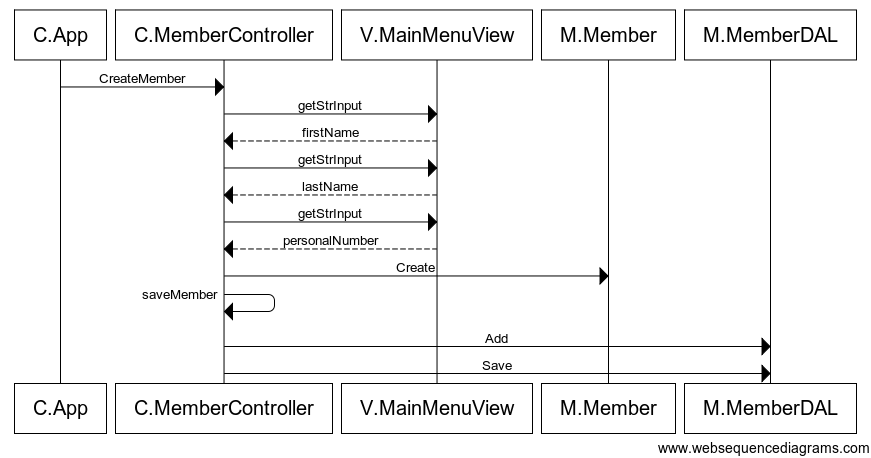 C.App C.MemberController V.MainMenuView M.Member M.MemberDAL
CreateMember
getStrInput
firstName
getStrInput
lastName
getStrInput
personalNumber
Create
saveMember
Add
Save
C.App C.MemberController V.MainMenuView M.Member M.MemberDAL
www.websequencediagrams.com